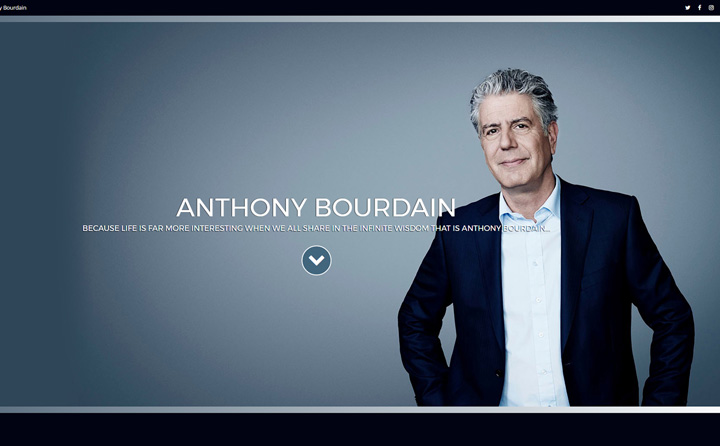 y Bourdain
ANTHONY BOURDAIN
BECAUSE LIFE IS FAR MORE INTERESTING WHEN WE ALL SHARE IN THE INFINITE WISDOM THAT IS ANTHONY BOURDAIN...